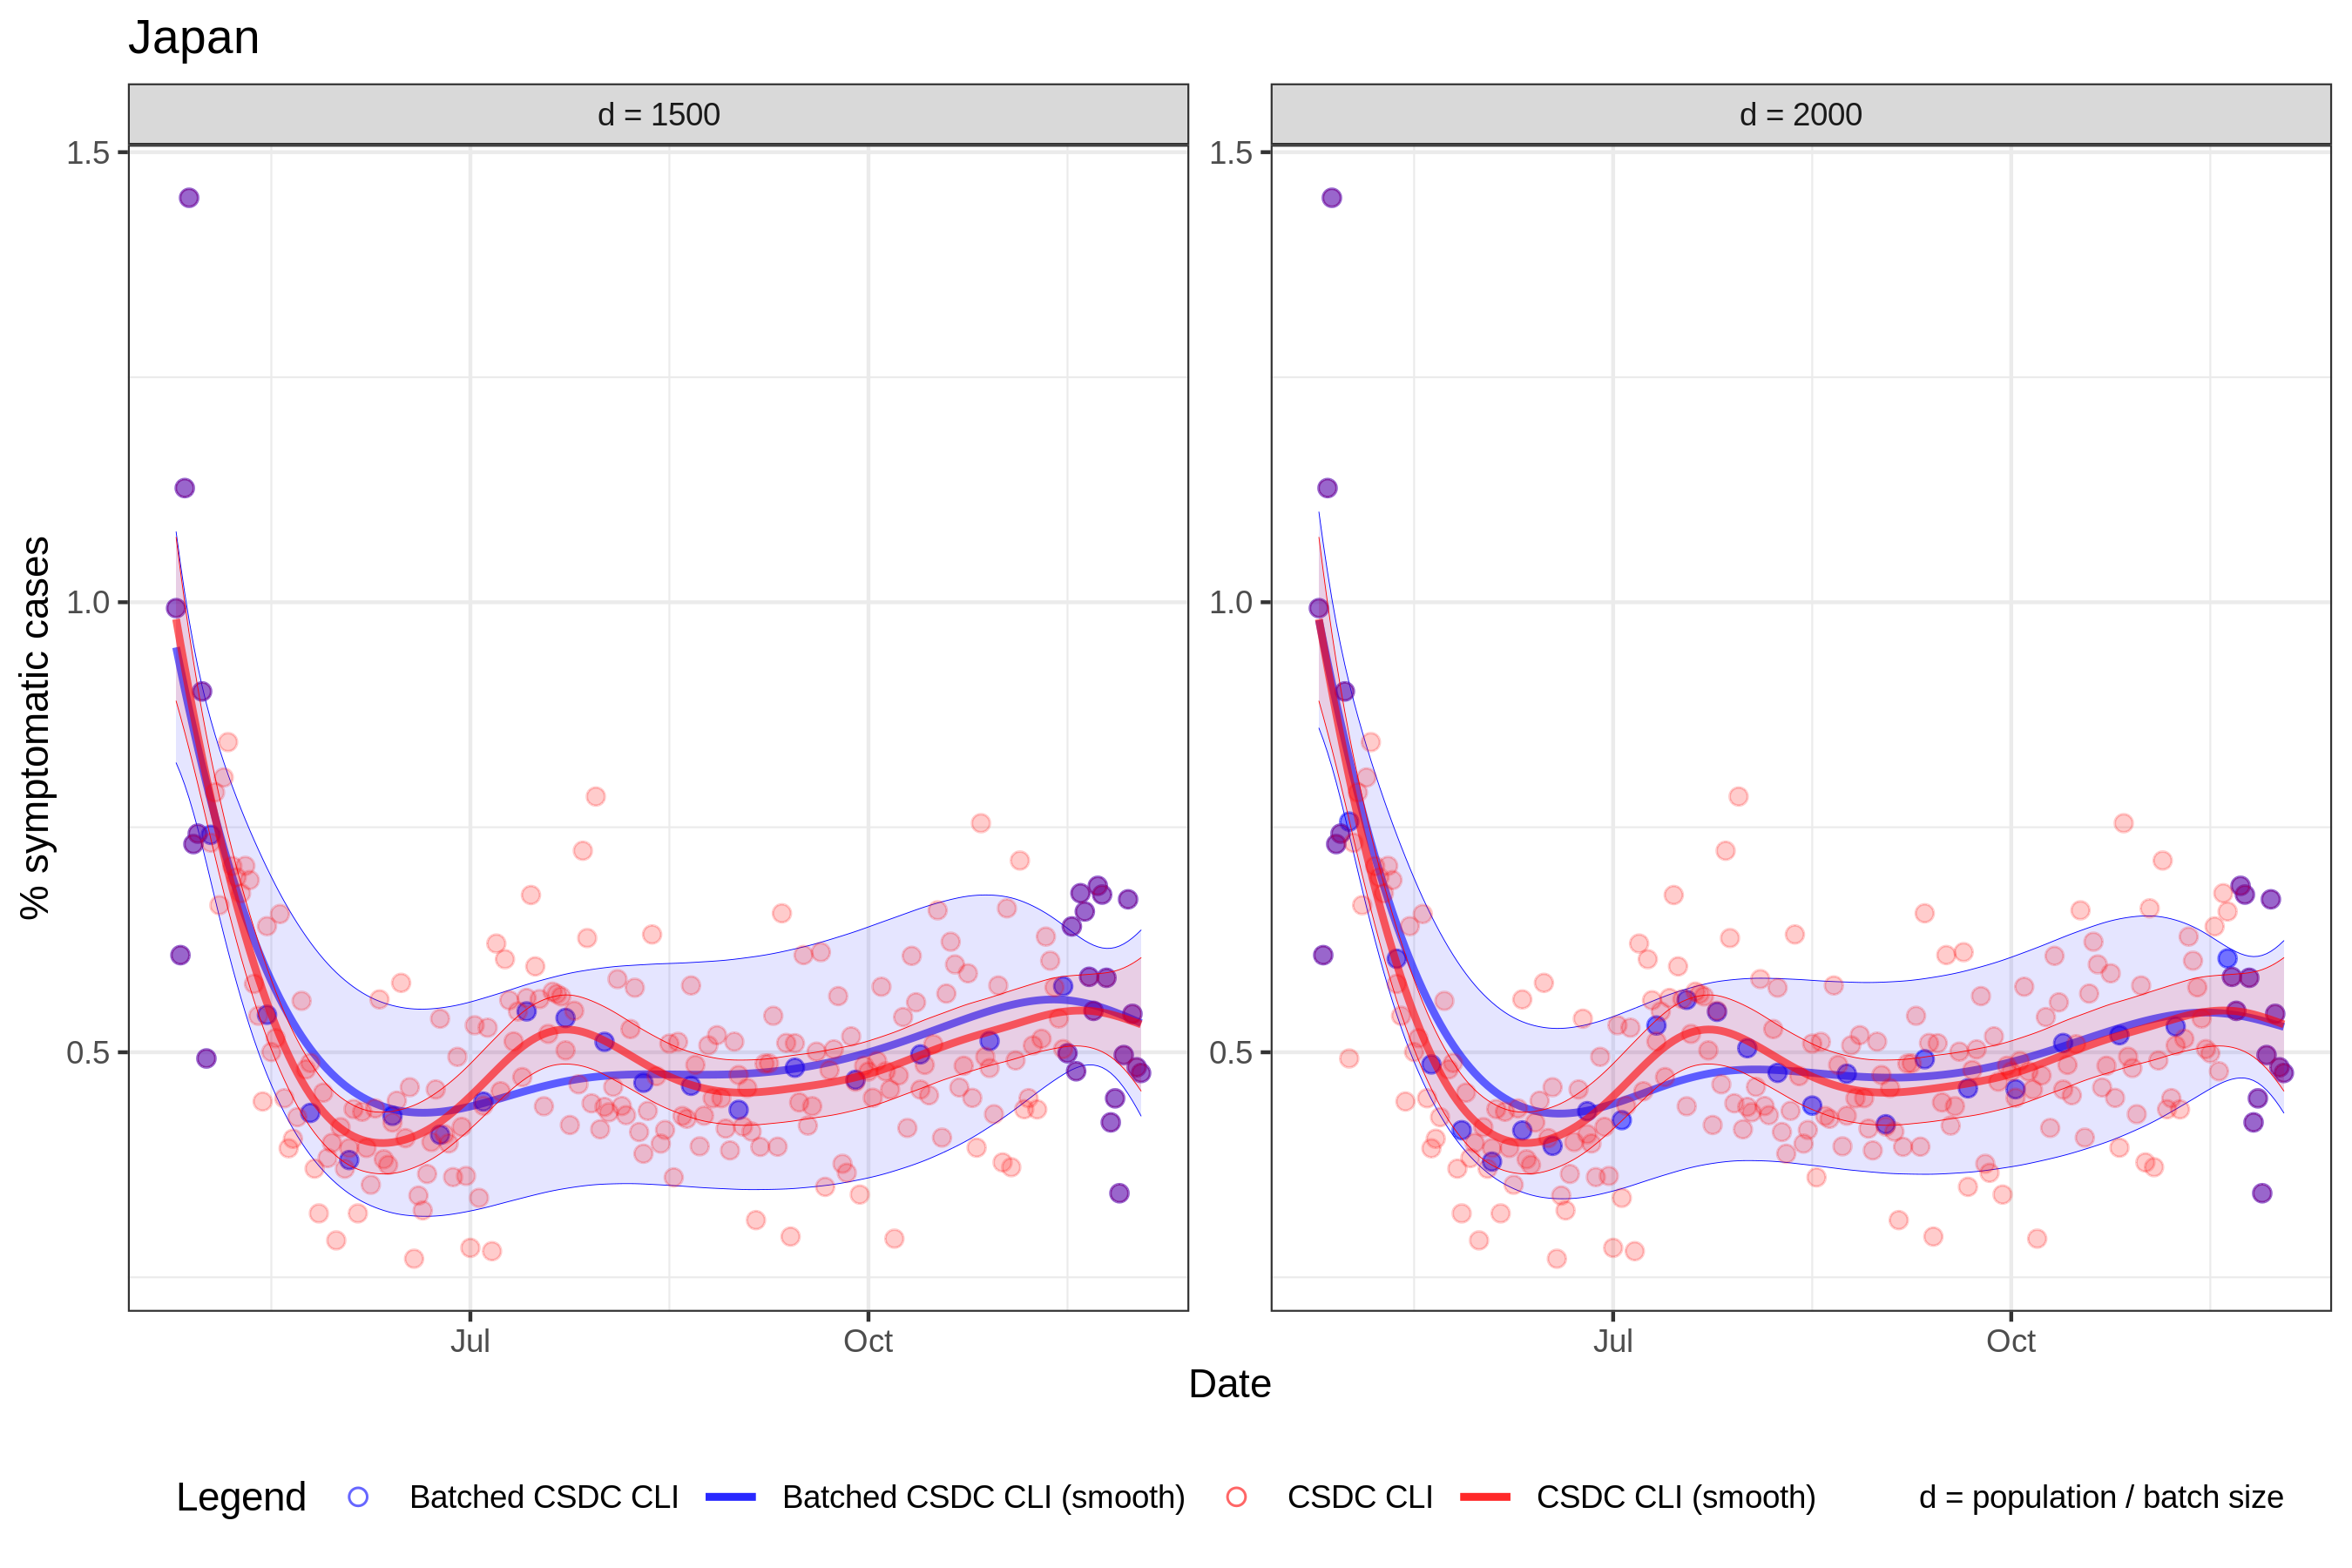 Japan
d = 1500
d = 2000
1.5
1.0
0.5
1.5
1.0
0.5
% symptomatic cases
Jul
Oct
Jul
Oct
Date
Legend
Batched CSDC CLI
Batched CSDC CLI (smooth)
CSDC CLI
CSDC CLI (smooth)
d = population / batch size